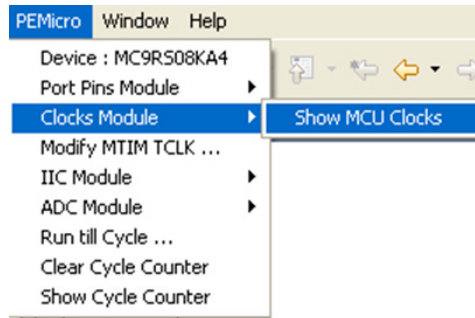 PEMicro Window Help
Device : MC9RS08KA4
Port Pins Module
Clocks Module
Show MCU Clocks
Modify MTIM TCLK ...
IIC Module
ADC Module
Run till Cycle ...
Clear Cycle Counter
Show Cycle Counter